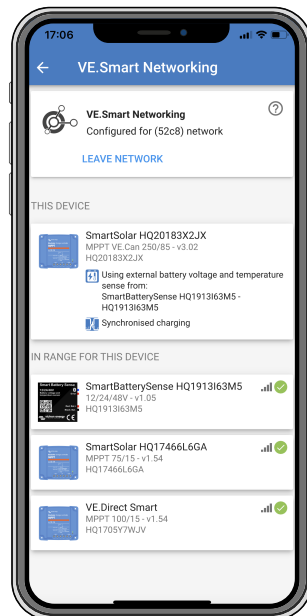 17:06
VE.Smart Networking
VE.Smart Networking
Configured for (52c8) network
LEAVE NETWORK
THIS DEVICE
SmartSolar HQ20183X2JX
MPPT VE.Can 250/85 - v3.02
HQ20183X2JX
Using external battery voltage and temperature
sense from:
SmartBatterySense HQ1913I63M5 -
HQ1913I63M5
Synchronised charging
IN RANGE FOR THIS DEVICE
Smart Battery Sense
SmartBatterySense HQ1913I63M5
12/24/48V - v1.05
HQ1913I63M5
SmartSolar HQ17466L6GA
MPPT 75/15 - v1.54
HQ17466L6GA
VE.Direct Smart
MPPT 100/15 - v1.54
HQ1705Y7WJV